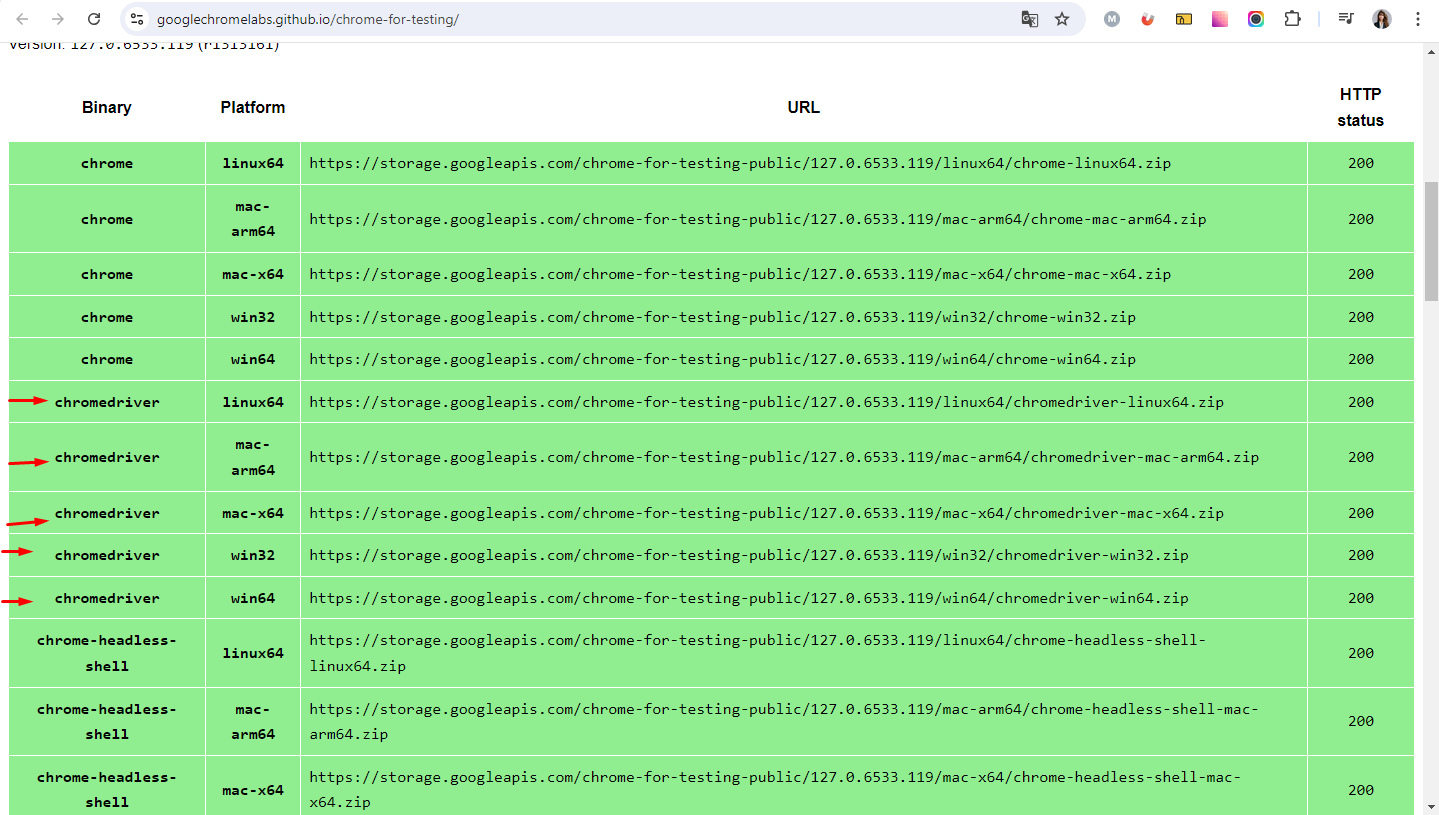 googlechromelabs.github.io/chrome-for-testing/
M
Version: 127.0.6533.119 (r1313161)
Binary Platform URL HTTP status
chrome linux64 https://storage.googleapis.com/chrome-for-testing-public/127.0.6533.119/linux64/chrome-linux64.zip 200
chrome mac-arm64 https://storage.googleapis.com/chrome-for-testing-public/127.0.6533.119/mac-arm64/chrome-mac-arm64.zip 200
chrome mac-x64 https://storage.googleapis.com/chrome-for-testing-public/127.0.6533.119/mac-x64/chrome-mac-x64.zip 200
chrome win32 https://storage.googleapis.com/chrome-for-testing-public/127.0.6533.119/win32/chrome-win32.zip 200
chrome win64 https://storage.googleapis.com/chrome-for-testing-public/127.0.6533.119/win64/chrome-win64.zip 200
chromedriver linux64 https://storage.googleapis.com/chrome-for-testing-public/127.0.6533.119/linux64/chromedriver-linux64.zip 200
chromedriver mac-arm64 https://storage.googleapis.com/chrome-for-testing-public/127.0.6533.119/mac-arm64/chromedriver-mac-arm64.zip 200
chromedriver mac-x64 https://storage.googleapis.com/chrome-for-testing-public/127.0.6533.119/mac-x64/chromedriver-mac-x64.zip 200
chromedriver win32 https://storage.googleapis.com/chrome-for-testing-public/127.0.6533.119/win32/chromedriver-win32.zip 200
chromedriver win64 https://storage.googleapis.com/chrome-for-testing-public/127.0.6533.119/win64/chromedriver-win64.zip 200
chrome-headless-shell linux64 https://storage.googleapis.com/chrome-for-testing-public/127.0.6533.119/linux64/chrome-headless-shell-linux64.zip 200
chrome-headless-shell mac-arm64 https://storage.googleapis.com/chrome-for-testing-public/127.0.6533.119/mac-arm64/chrome-headless-shell-mac-arm64.zip 200
chrome-headless-shell mac-x64 https://storage.googleapis.com/chrome-for-testing-public/127.0.6533.119/mac-x64/chrome-headless-shell-mac-x64.zip 200